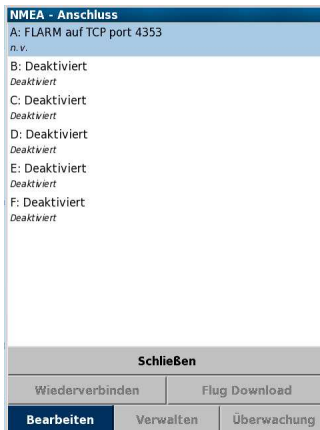 NMEA - Anschluss
A: FLARM auf TCP port 4353
n.v.
B: Deaktiviert
Deaktiviert
C: Deaktiviert
Deaktiviert
D: Deaktiviert
Deaktiviert
E: Deaktiviert
Deaktiviert
F: Deaktiviert
Deaktiviert
Schließen
Wiederverbinden Flug Download
Bearbeiten Verwalten Überwachung